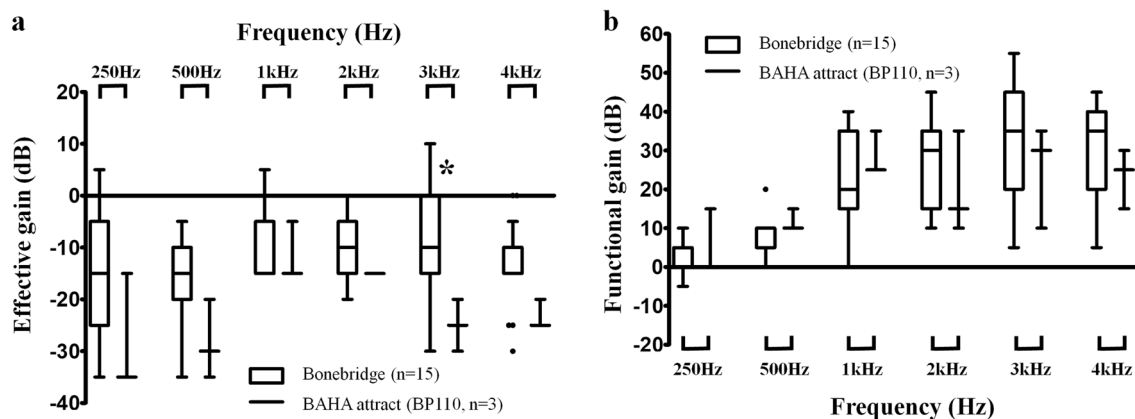 a
Frequency (Hz)
250Hz 500Hz 1kHz 2kHz 3kHz 4kHz
Effective gain (dB)
20
10
0
-10
-20
-30
-40
*
Bonebridge (n=15)
BAHA attract (BP110, n=3)
b
Functional gain (dB)
60
50
40
30
20
10
0
-10
-20
Bonebridge (n=15)
BAHA attract (BP110, n=3)
250Hz 500Hz 1kHz 2kHz 3kHz 4kHz
Frequency (Hz)